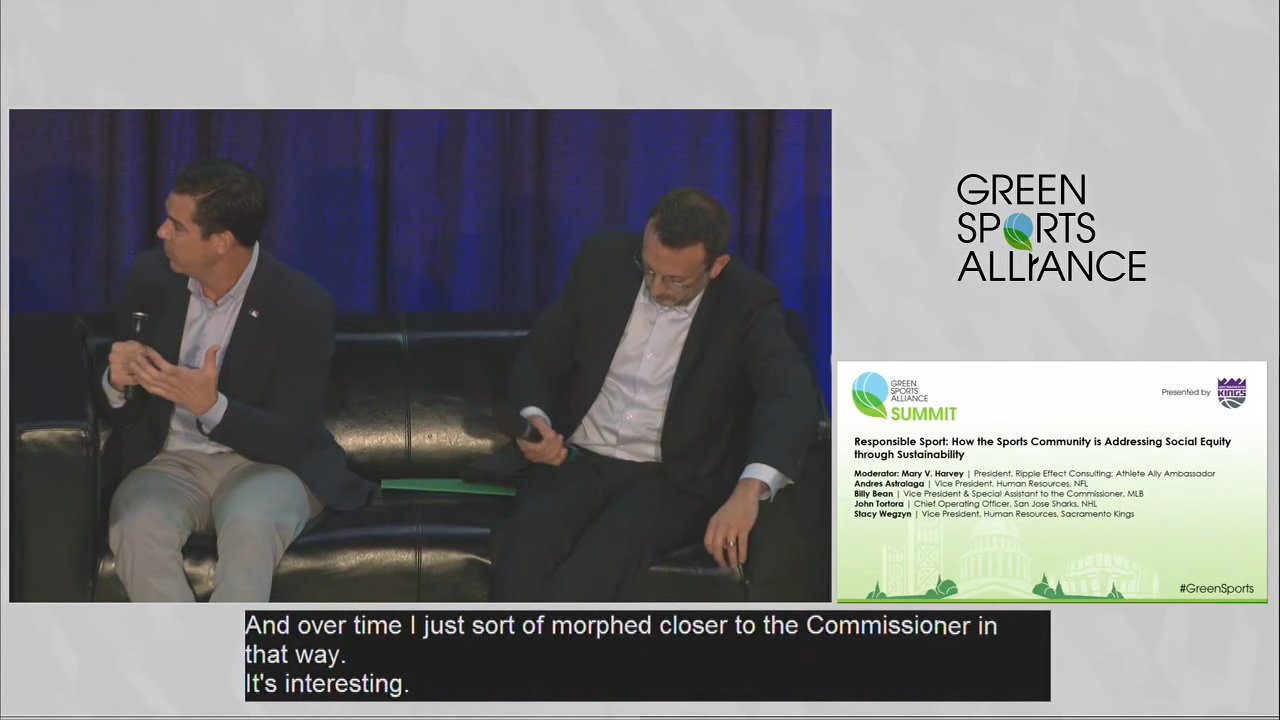 GREEN
SPORTS
ALLIANCE
GREEN
SPORTS
ALLIANCE
SUMMIT
Presented by
SACRAMENTO
KINGS
Responsible Sport: How the Sports Community is Addressing Social Equity
through Sustainability
Moderator: Mary V. Harvey | President, Ripple Effect Consulting; Athlete Ally Ambassador
Andres Astralaga | Vice President, Human Resources, NFL
Billy Bean | Vice President & Special Assistant to the Commissioner, MLB
John Tortora | Chief Operating Officer, San Jose Sharks, NHL
Stacy Wegzyn | Vice President, Human Resources, Sacramento Kings
#GreenSports
And over time I just sort of morphed closer to the Commissioner in
that way.
It's interesting.